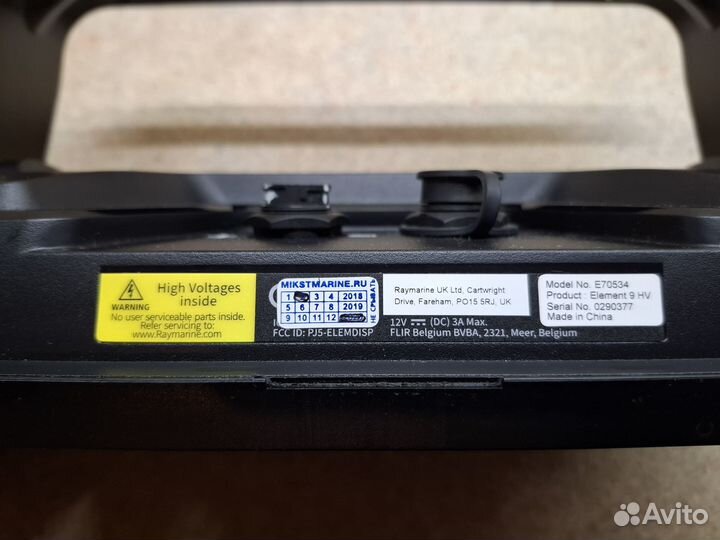 WARNING
High Voltages
inside
No user serviceable parts inside.
Refer servicing to:
www.Raymarine.com
MIKSTMARINE.RU
1 3 4 2018
5 6 7 8 2019
9 10 11 12
НЕ СРЫВАТЬ
FCC ID: PJ5-ELEMDISP
Raymarine UK Ltd, Cartwright
Drive, Fareham, PO15 5RJ, UK
12V ⎓ (DC) 3A Max.
FLIR Belgium BVBA, 2321, Meer, Belgium
Model No. E70534
Product : Element 9 HV
Serial No. 0290377
Made in China
Avito